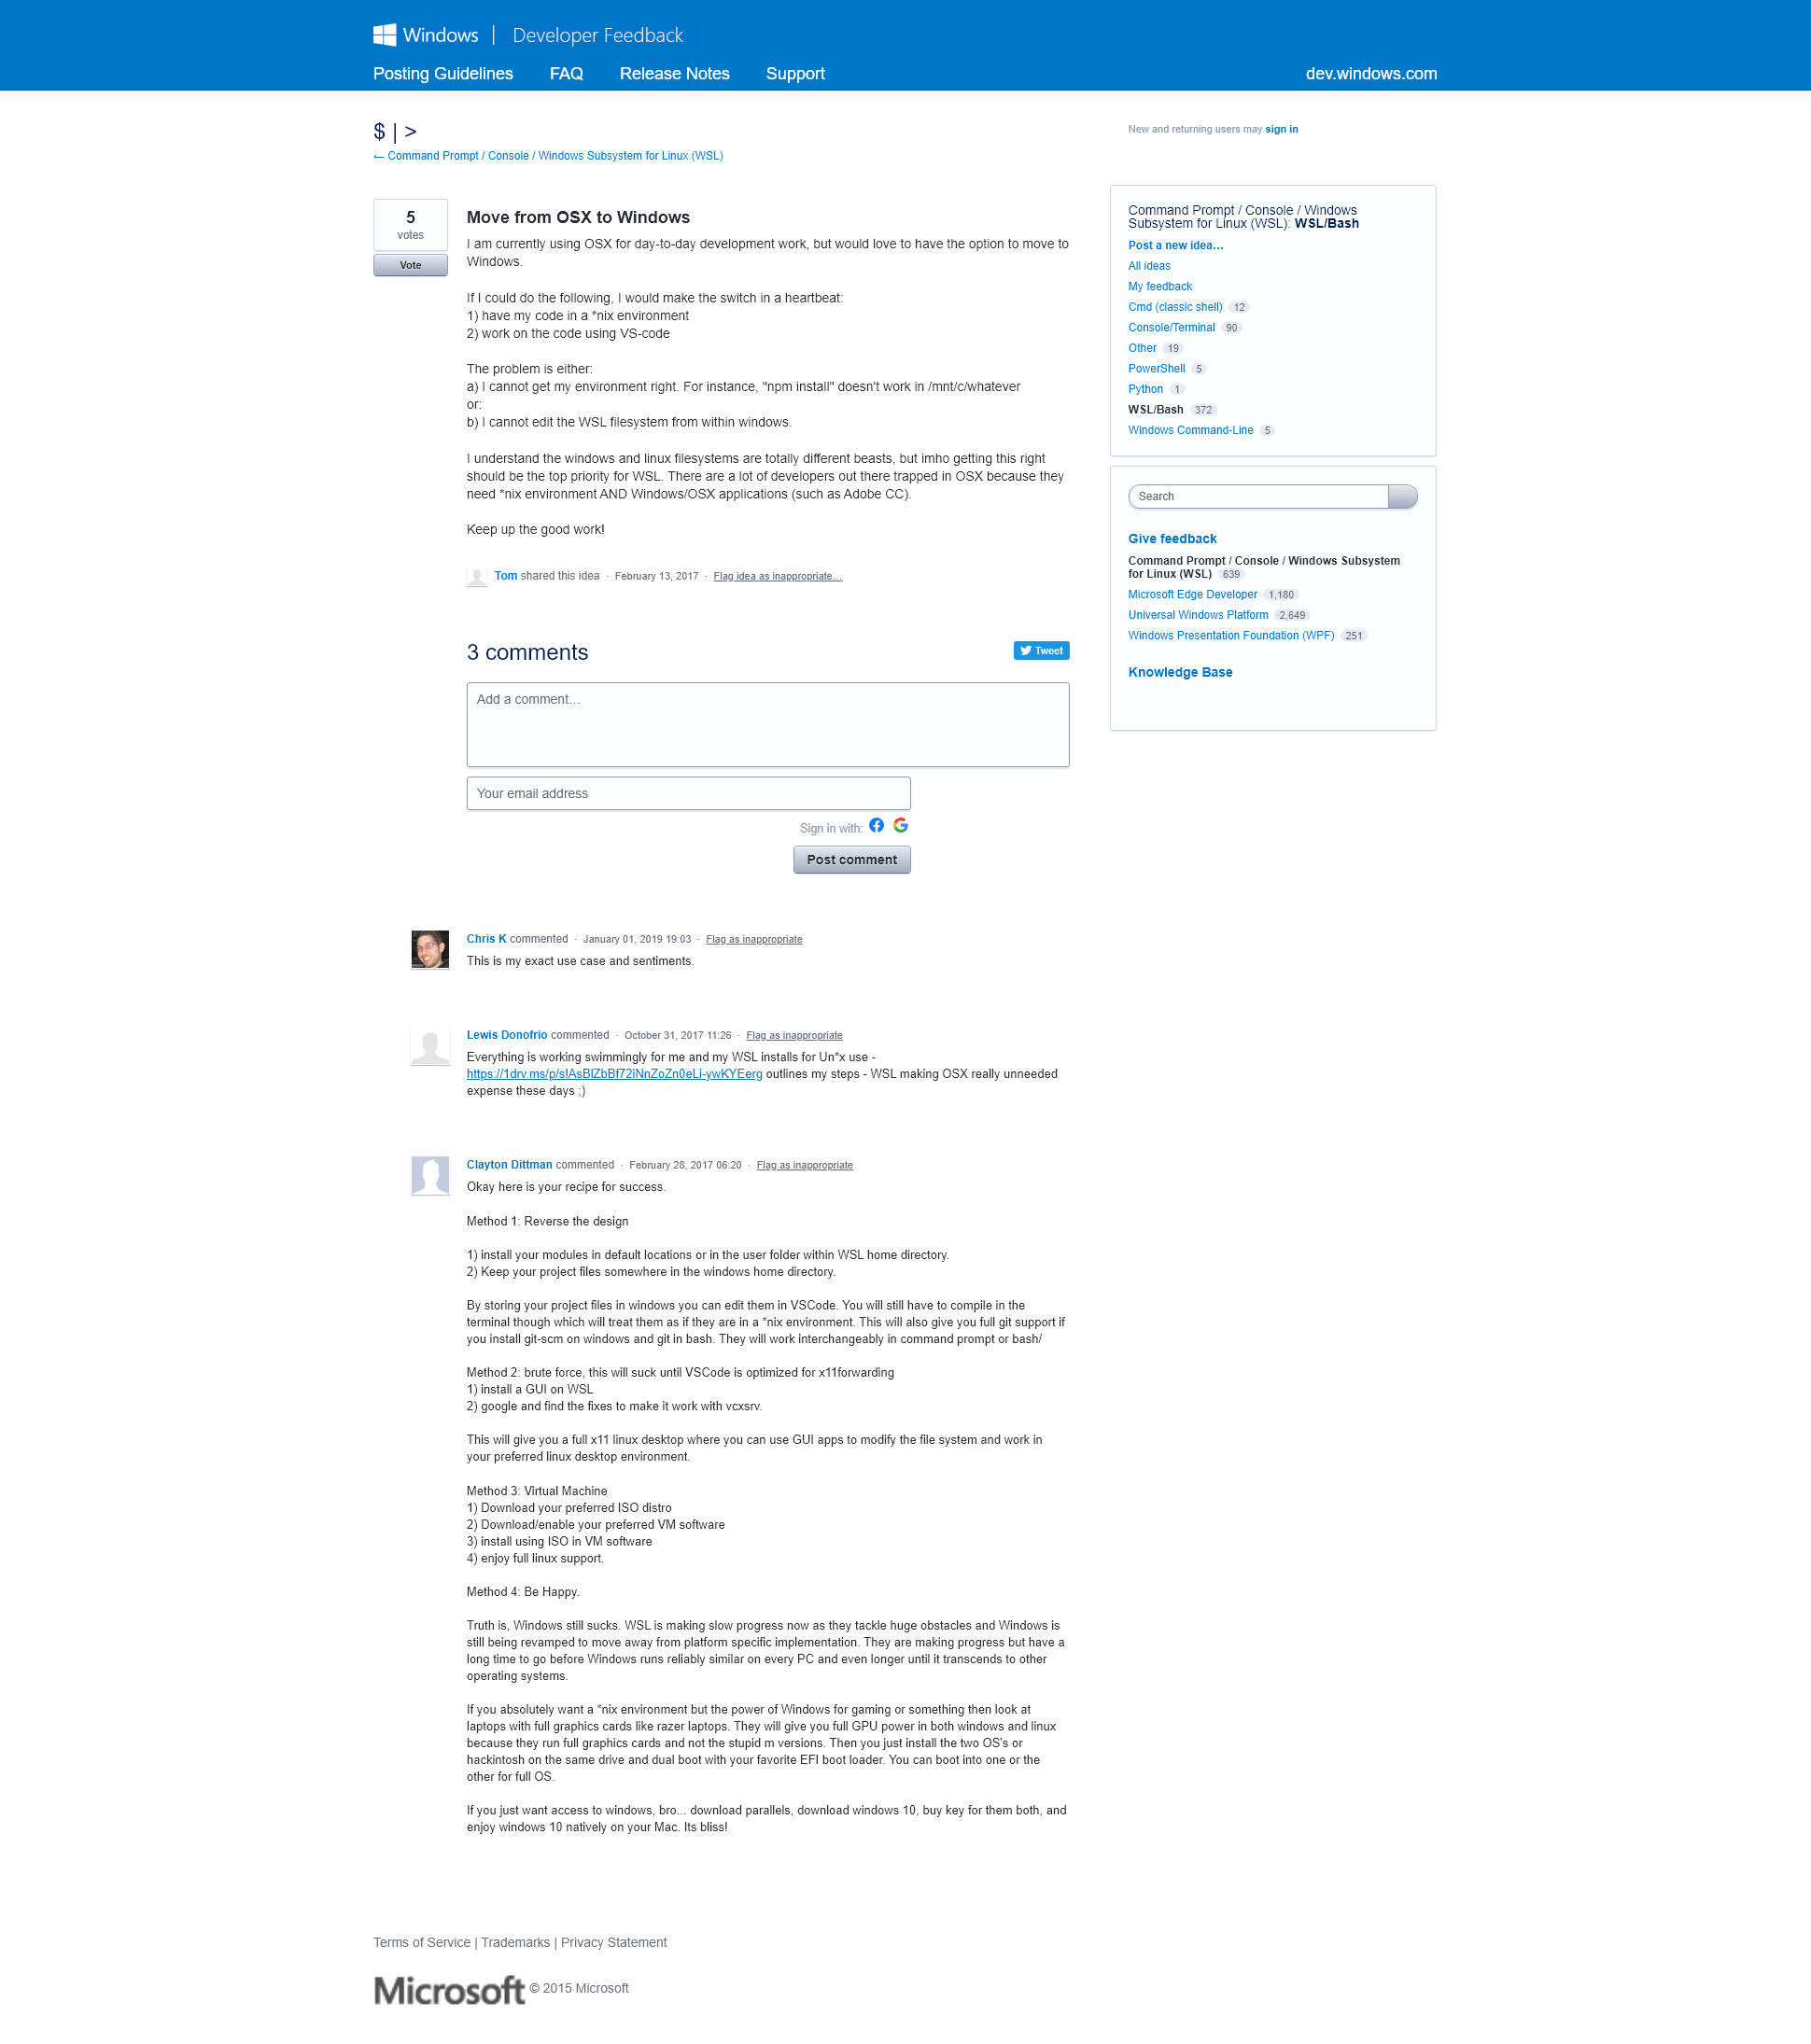 Windows | Developer Feedback
Posting Guidelines FAQ Release Notes Support dev.windows.com
$ | >
← Command Prompt / Console / Windows Subsystem for Linux (WSL)
New and returning users may sign in
5
votes
Vote
Move from OSX to Windows
I am currently using OSX for day-to-day development work, but would love to have the option to move to
Windows.
If I could do the following, I would make the switch in a heartbeat:
1) have my code in a *nix environment
2) work on the code using VS-code
The problem is either:
a) I cannot get my environment right. For instance, "npm install" doesn't work in /mnt/c/whatever
or:
b) I cannot edit the WSL filesystem from within windows.
I understand the windows and linux filesystems are totally different beasts, but imho getting this right
should be the top priority for WSL. There are a lot of developers out there trapped in OSX because they
need *nix environment AND Windows/OSX applications (such as Adobe CC).
Keep up the good work!
Tom shared this idea · February 13, 2017 · Flag idea as inappropriate…
3 comments
Tweet
Add a comment…
Your email address
Sign in with:
Post comment
Chris K commented · January 01, 2019 19:03 · Flag as inappropriate
This is my exact use case and sentiments.
Lewis Donofrio commented · October 31, 2017 11:26 · Flag as inappropriate
Everything is working swimmingly for me and my WSL installs for Un*x use -
https://1drv.ms/p/s!AsBlZbBf72iNnZoZn0eLi-ywKYEerg outlines my steps - WSL making OSX really unneeded
expense these days ;)
Clayton Dittman commented · February 28, 2017 06:20 · Flag as inappropriate
Okay here is your recipe for success.
Method 1: Reverse the design
1) install your modules in default locations or in the user folder within WSL home directory.
2) Keep your project files somewhere in the windows home directory.
By storing your project files in windows you can edit them in VSCode. You will still have to compile in the
terminal though which will treat them as if they are in a *nix environment. This will also give you full git support if
you install git-scm on windows and git in bash. They will work interchangeably in command prompt or bash/
Method 2: brute force, this will suck until VSCode is optimized for x11forwarding
1) install a GUI on WSL
2) google and find the fixes to make it work with vcxsrv.
This will give you a full x11 linux desktop where you can use GUI apps to modify the file system and work in
your preferred linux desktop environment.
Method 3: Virtual Machine
1) Download your preferred ISO distro
2) Download/enable your preferred VM software
3) install using ISO in VM software
4) enjoy full linux support.
Method 4: Be Happy.
Truth is, Windows still sucks. WSL is making slow progress now as they tackle huge obstacles and Windows is
still being revamped to move away from platform specific implementation. They are making progress but have a
long time to go before Windows runs reliably similar on every PC and even longer until it transcends to other
operating systems.
If you absolutely want a *nix environment but the power of Windows for gaming or something then look at
laptops with full graphics cards like razer laptops. They will give you full GPU power in both windows and linux
because they run full graphics cards and not the stupid m versions. Then you just install the two OS's or
hackintosh on the same drive and dual boot with your favorite EFI boot loader. You can boot into one or the
other for full OS.
If you just want access to windows, bro... download parallels, download windows 10, buy key for them both, and
enjoy windows 10 natively on your Mac. Its bliss!
Command Prompt / Console / Windows
Subsystem for Linux (WSL): WSL/Bash
Post a new idea…
All ideas
My feedback
Cmd (classic shell) 12
Console/Terminal 90
Other 19
PowerShell 5
Python 1
WSL/Bash 372
Windows Command-Line 5
Search
Give feedback
Command Prompt / Console / Windows Subsystem
for Linux (WSL) 639
Microsoft Edge Developer 1,180
Universal Windows Platform 2,649
Windows Presentation Foundation (WPF) 251
Knowledge Base
Terms of Service | Trademarks | Privacy Statement
Microsoft © 2015 Microsoft